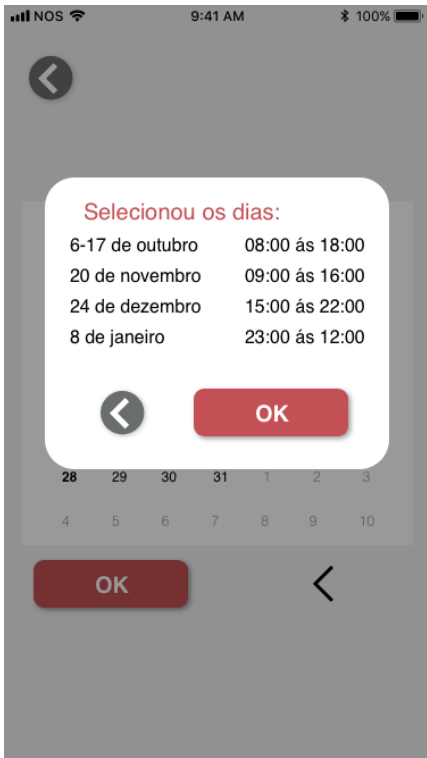 NOS 9:41 AM 100%
Selecionou os dias:
6-17 de outubro 08:00 ás 18:00
20 de novembro 09:00 ás 16:00
24 de dezembro 15:00 ás 22:00
8 de janeiro 23:00 ás 12:00
OK
28 29 30 31 1 2 3
4 5 6 7 8 9 10
OK